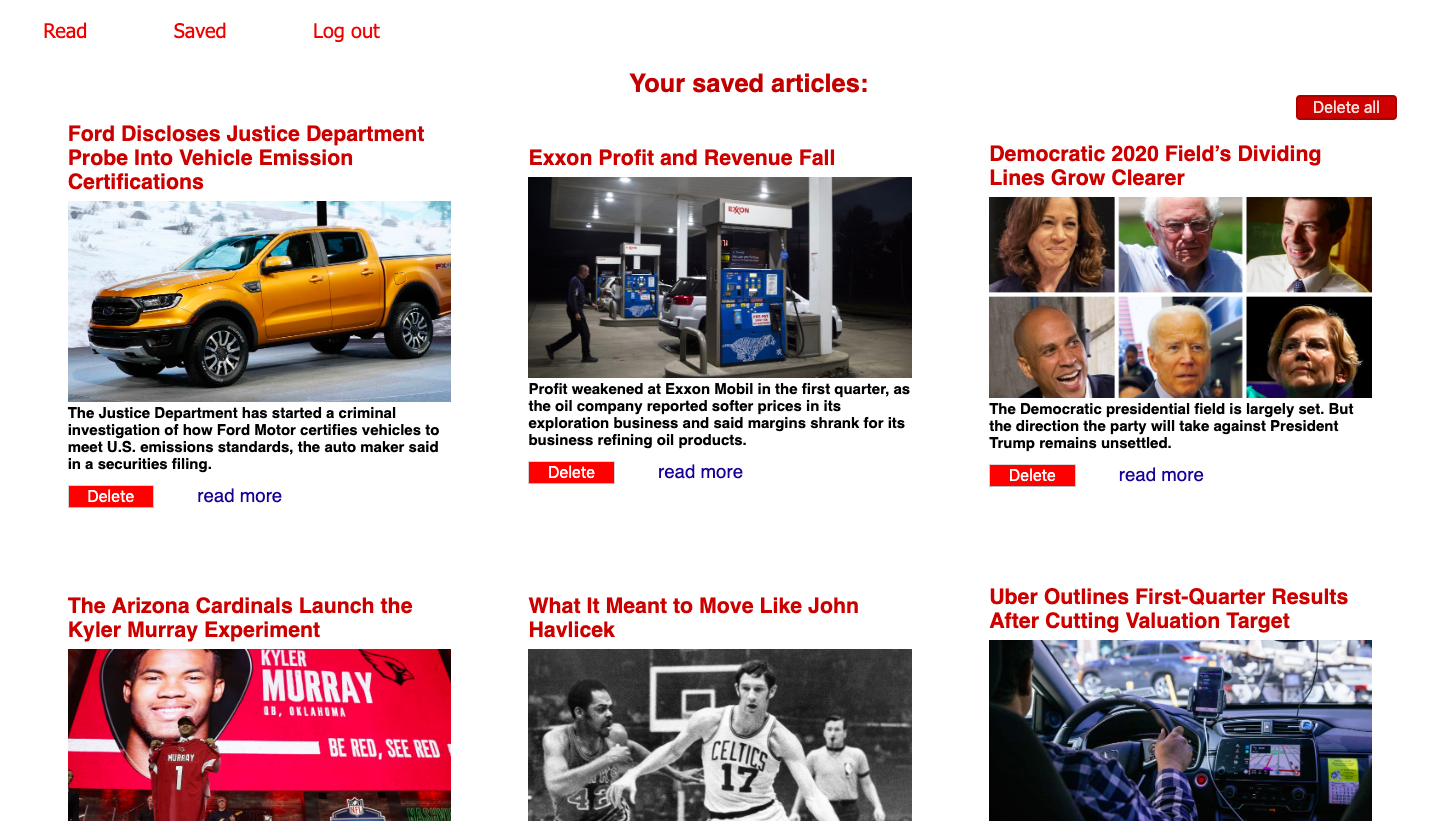 Read
Saved
Log out
Your saved articles:
Delete all
Ford Discloses Justice Department
Probe Into Vehicle Emission
Certifications
The Justice Department has started a criminal
investigation of how Ford Motor certifies vehicles to
meet U.S. emissions standards, the auto maker said
in a securities filing.
Delete
read more
Exxon Profit and Revenue Fall
EXXON
Profit weakened at Exxon Mobil in the first quarter, as
the oil company reported softer prices in its
exploration business and said margins shrank for its
business refining oil products.
Delete
read more
Democratic 2020 Field’s Dividing
Lines Grow Clearer
The Democratic presidential field is largely set. But
the direction the party will take against President
Trump remains unsettled.
Delete
read more
The Arizona Cardinals Launch the
Kyler Murray Experiment
KYLER
MURRAY
QB, OKLAHOMA
BE RED, SEE RED
MURRAY
1
NFL
What It Meant to Move Like John
Havlicek
CELTICS
17
Uber Outlines First-Quarter Results
After Cutting Valuation Target